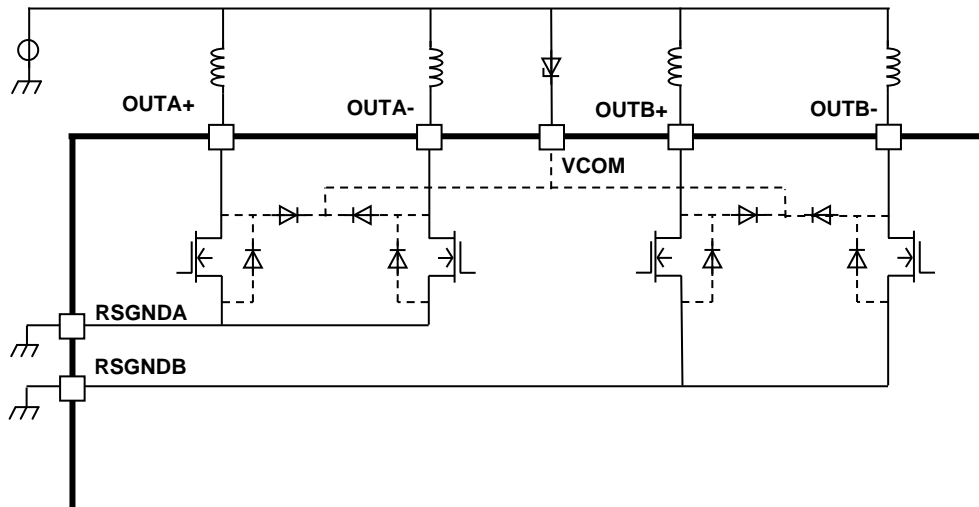 OUTA+
OUTA-
OUTB+
OUTB-
VCOM
RSGNDA
RSGNDB